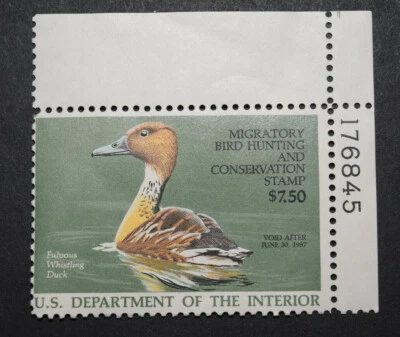 MIGRATORY
BIRD HUNTING
AND
CONSERVATION
STAMP
$7.50
VOID AFTER
JUNE 30, 1987
Fulvous
Whistling
Duck
U.S. DEPARTMENT OF THE INTERIOR
176845